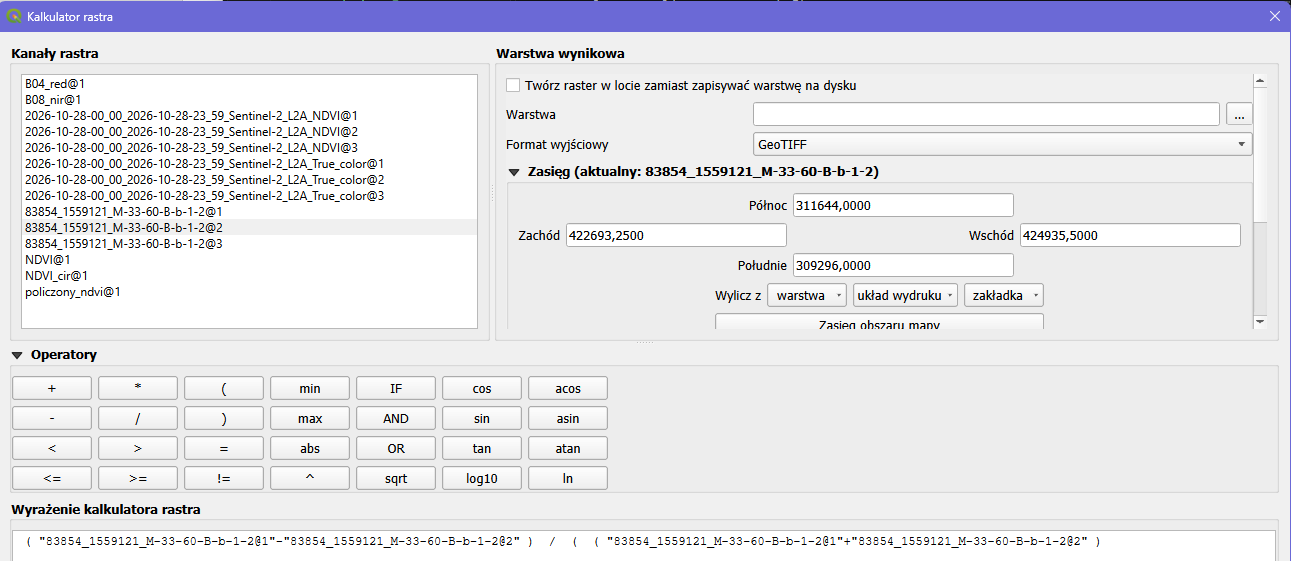 Kalkulator rastra
Kanały rastra
B04_red@1
B08_nir@1
2026-10-28-00_00_2026-10-28-23_59_Sentinel-2_L2A_NDVI@1
2026-10-28-00_00_2026-10-28-23_59_Sentinel-2_L2A_NDVI@2
2026-10-28-00_00_2026-10-28-23_59_Sentinel-2_L2A_NDVI@3
2026-10-28-00_00_2026-10-28-23_59_Sentinel-2_L2A_True_color@1
2026-10-28-00_00_2026-10-28-23_59_Sentinel-2_L2A_True_color@2
2026-10-28-00_00_2026-10-28-23_59_Sentinel-2_L2A_True_color@3
83854_1559121_M-33-60-B-b-1-2@1
83854_1559121_M-33-60-B-b-1-2@2
83854_1559121_M-33-60-B-b-1-2@3
NDVI@1
NDVI_cir@1
policzony_ndvi@1
Warstwa wynikowa
Twórz raster w locie zamiast zapisywać warstwę na dysku
Warstwa ...
Format wyjściowy GeoTIFF
Zasięg (aktualny: 83854_1559121_M-33-60-B-b-1-2)
Północ 311644,0000
Zachód 422693,2500 Wschód 424935,5000
Południe 309296,0000
Wylicz z warstwa układ wydruku zakładka
Zasięg obszaru mapy
Operatory
+ * ( min IF cos acos
- / ) max AND sin asin
< > = abs OR tan atan
<= >= != ^ sqrt log10 ln
Wyrażenie kalkulatora rastra
( "83854_1559121_M-33-60-B-b-1-2@1"-"83854_1559121_M-33-60-B-b-1-2@2" ) / ( ( "83854_1559121_M-33-60-B-b-1-2@1"+"83854_1559121_M-33-60-B-b-1-2@2" )